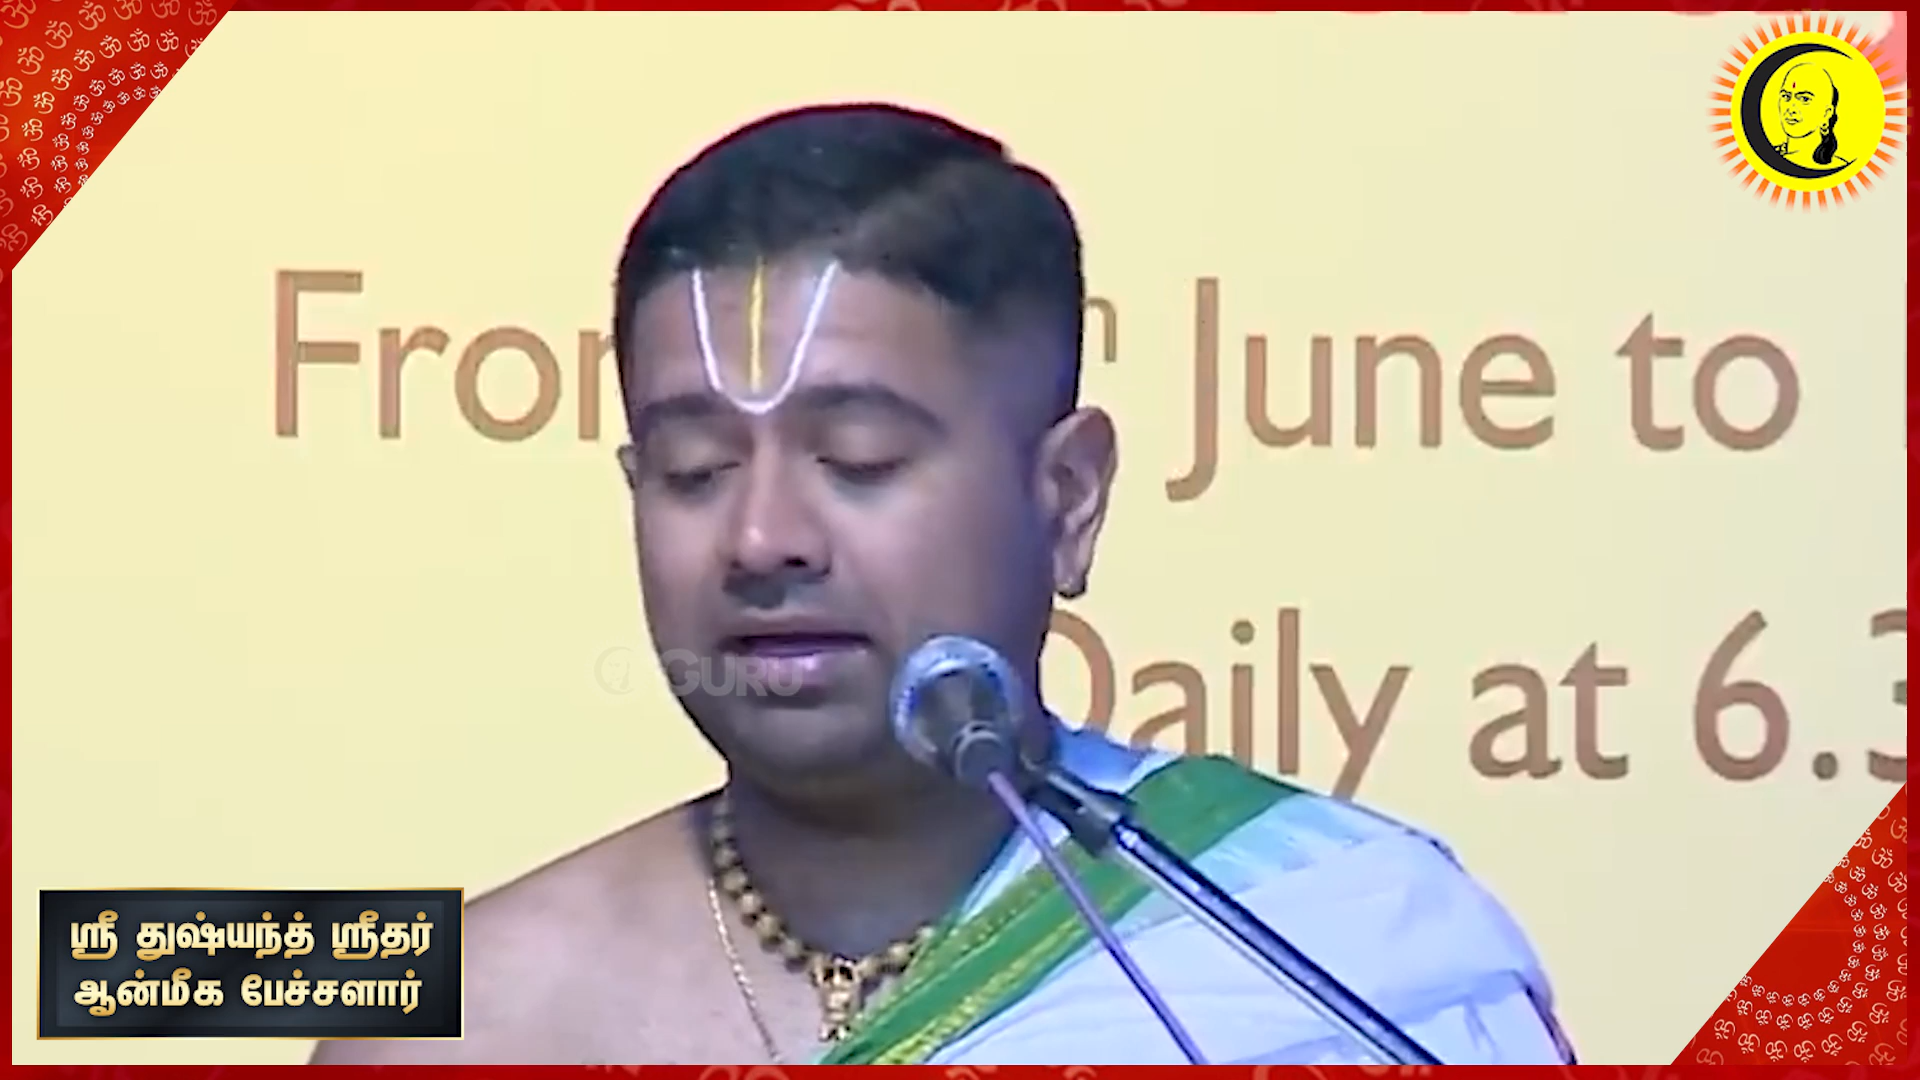 From June to
Daily at 6.3
GURU
ஸ்ரீ துஷ்யந்த் ஸ்ரீதர்
ஆன்மீக பேச்சளார்